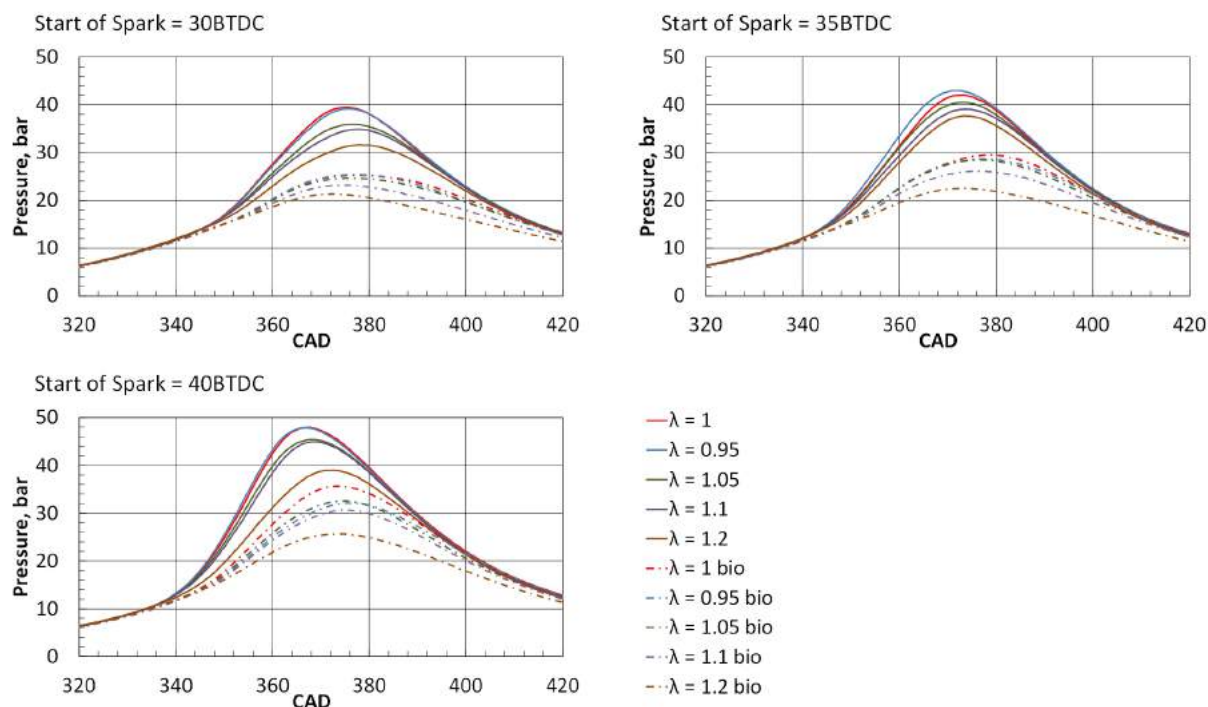 Start of Spark = 30BTDC
50
40
30
20
10
0
Pressure, bar
320 340 360 380 400 420
CAD
Start of Spark = 35BTDC
50
40
30
20
10
0
Pressure, bar
320 340 360 380 400 420
CAD
Start of Spark = 40BTDC
50
40
30
20
10
0
Pressure, bar
320 340 360 380 400 420
CAD
λ = 1
λ = 0.95
λ = 1.05
λ = 1.1
λ = 1.2
λ = 1 bio
λ = 0.95 bio
λ = 1.05 bio
λ = 1.1 bio
λ = 1.2 bio